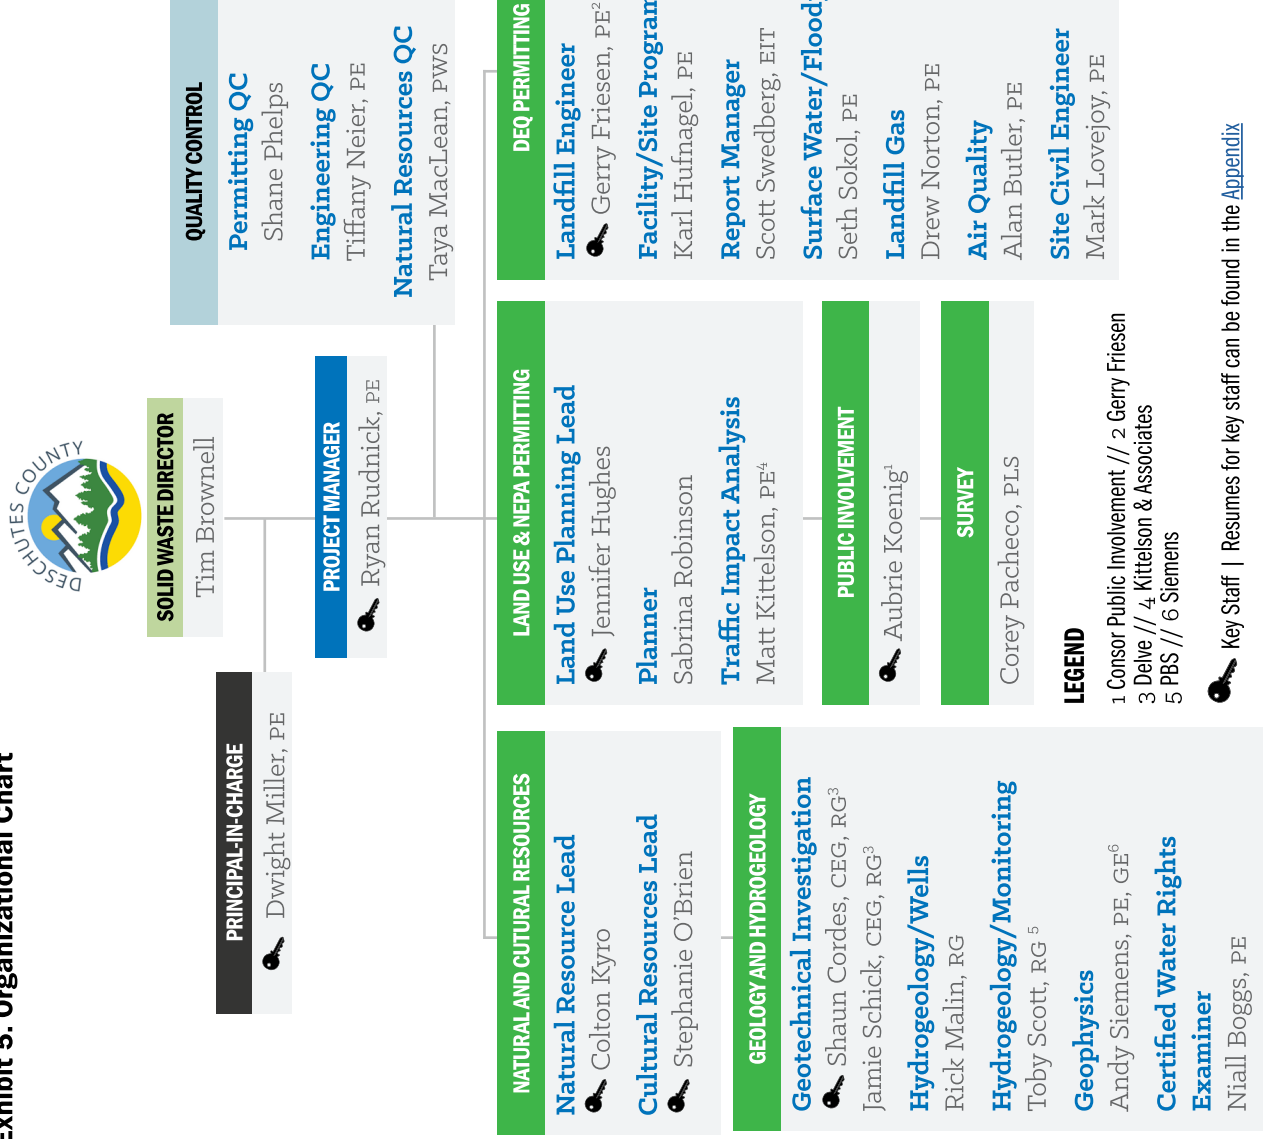 Exhibit 5. Organizational Chart
DESCHUTES COUNTY
SOLID WASTE DIRECTOR
Tim Brownell
PRINCIPAL-IN-CHARGE
Dwight Miller, PE
PROJECT MANAGER
Ryan Rudnick, PE
QUALITY CONTROL
Permitting QC
Shane Phelps
Engineering QC
Tiffany Neier, PE
Natural Resources QC
Taya MacLean, PWS
NATURAL AND CUTURAL RESOURCES
Natural Resource Lead
Colton Kyro
Cultural Resources Lead
Stephanie O'Brien
GEOLOGY AND HYDROGEOLOGY
Geotechnical Investigation
Shaun Cordes, CEG, RG³
Jamie Schick, CEG, RG³
Hydrogeology/Wells
Rick Malin, RG
Hydrogeology/Monitoring
Toby Scott, RG ⁵
Geophysics
Andy Siemens, PE, GE⁶
Certified Water Rights
Examiner
Niall Boggs, PE
LAND USE & NEPA PERMITTING
Land Use Planning Lead
Jennifer Hughes
Planner
Sabrina Robinson
Traffic Impact Analysis
Matt Kittelson, PE⁴
PUBLIC INVOLVEMENT
Aubrie Koenig¹
SURVEY
Corey Pacheco, PLS
DEQ PERMITTING
Landfill Engineer
Gerry Friesen, PE²
Facility/Site Program
Karl Hufnagel, PE
Report Manager
Scott Swedberg, EIT
Surface Water/Floody
Seth Sokol, PE
Landfill Gas
Drew Norton, PE
Air Quality
Alan Butler, PE
Site Civil Engineer
Mark Lovejoy, PE
LEGEND
1 Consor Public Involvement // 2 Gerry Friesen
3 Delve // 4 Kittelson & Associates
5 PBS // 6 Siemens
Key Staff | Resumes for key staff can be found in the Appendix